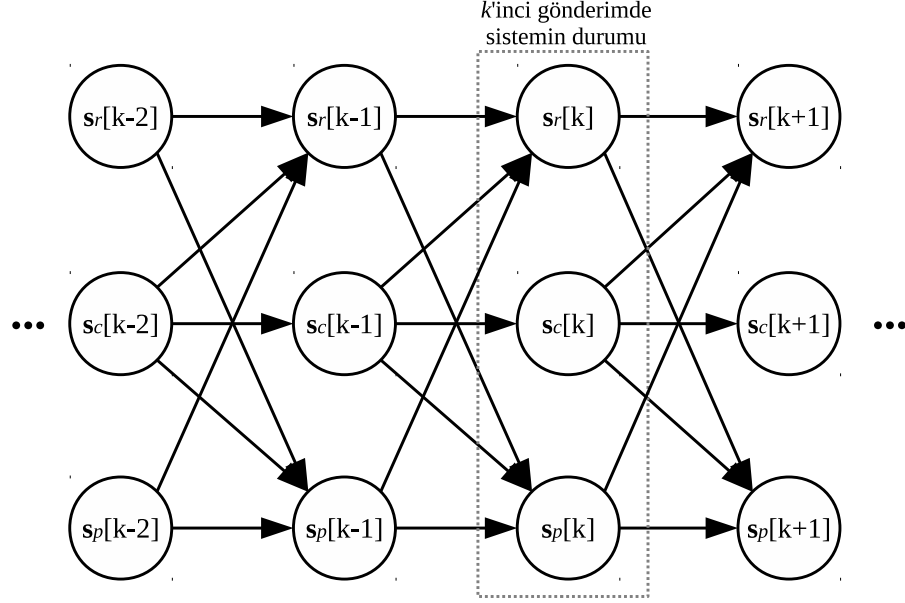 k'inci gönderimde
sistemin durumu
sr[k-2] sr[k-1] sr[k] sr[k+1]
... sc[k-2] sc[k-1] sc[k] sc[k+1] ...
sp[k-2] sp[k-1] sp[k] sp[k+1]